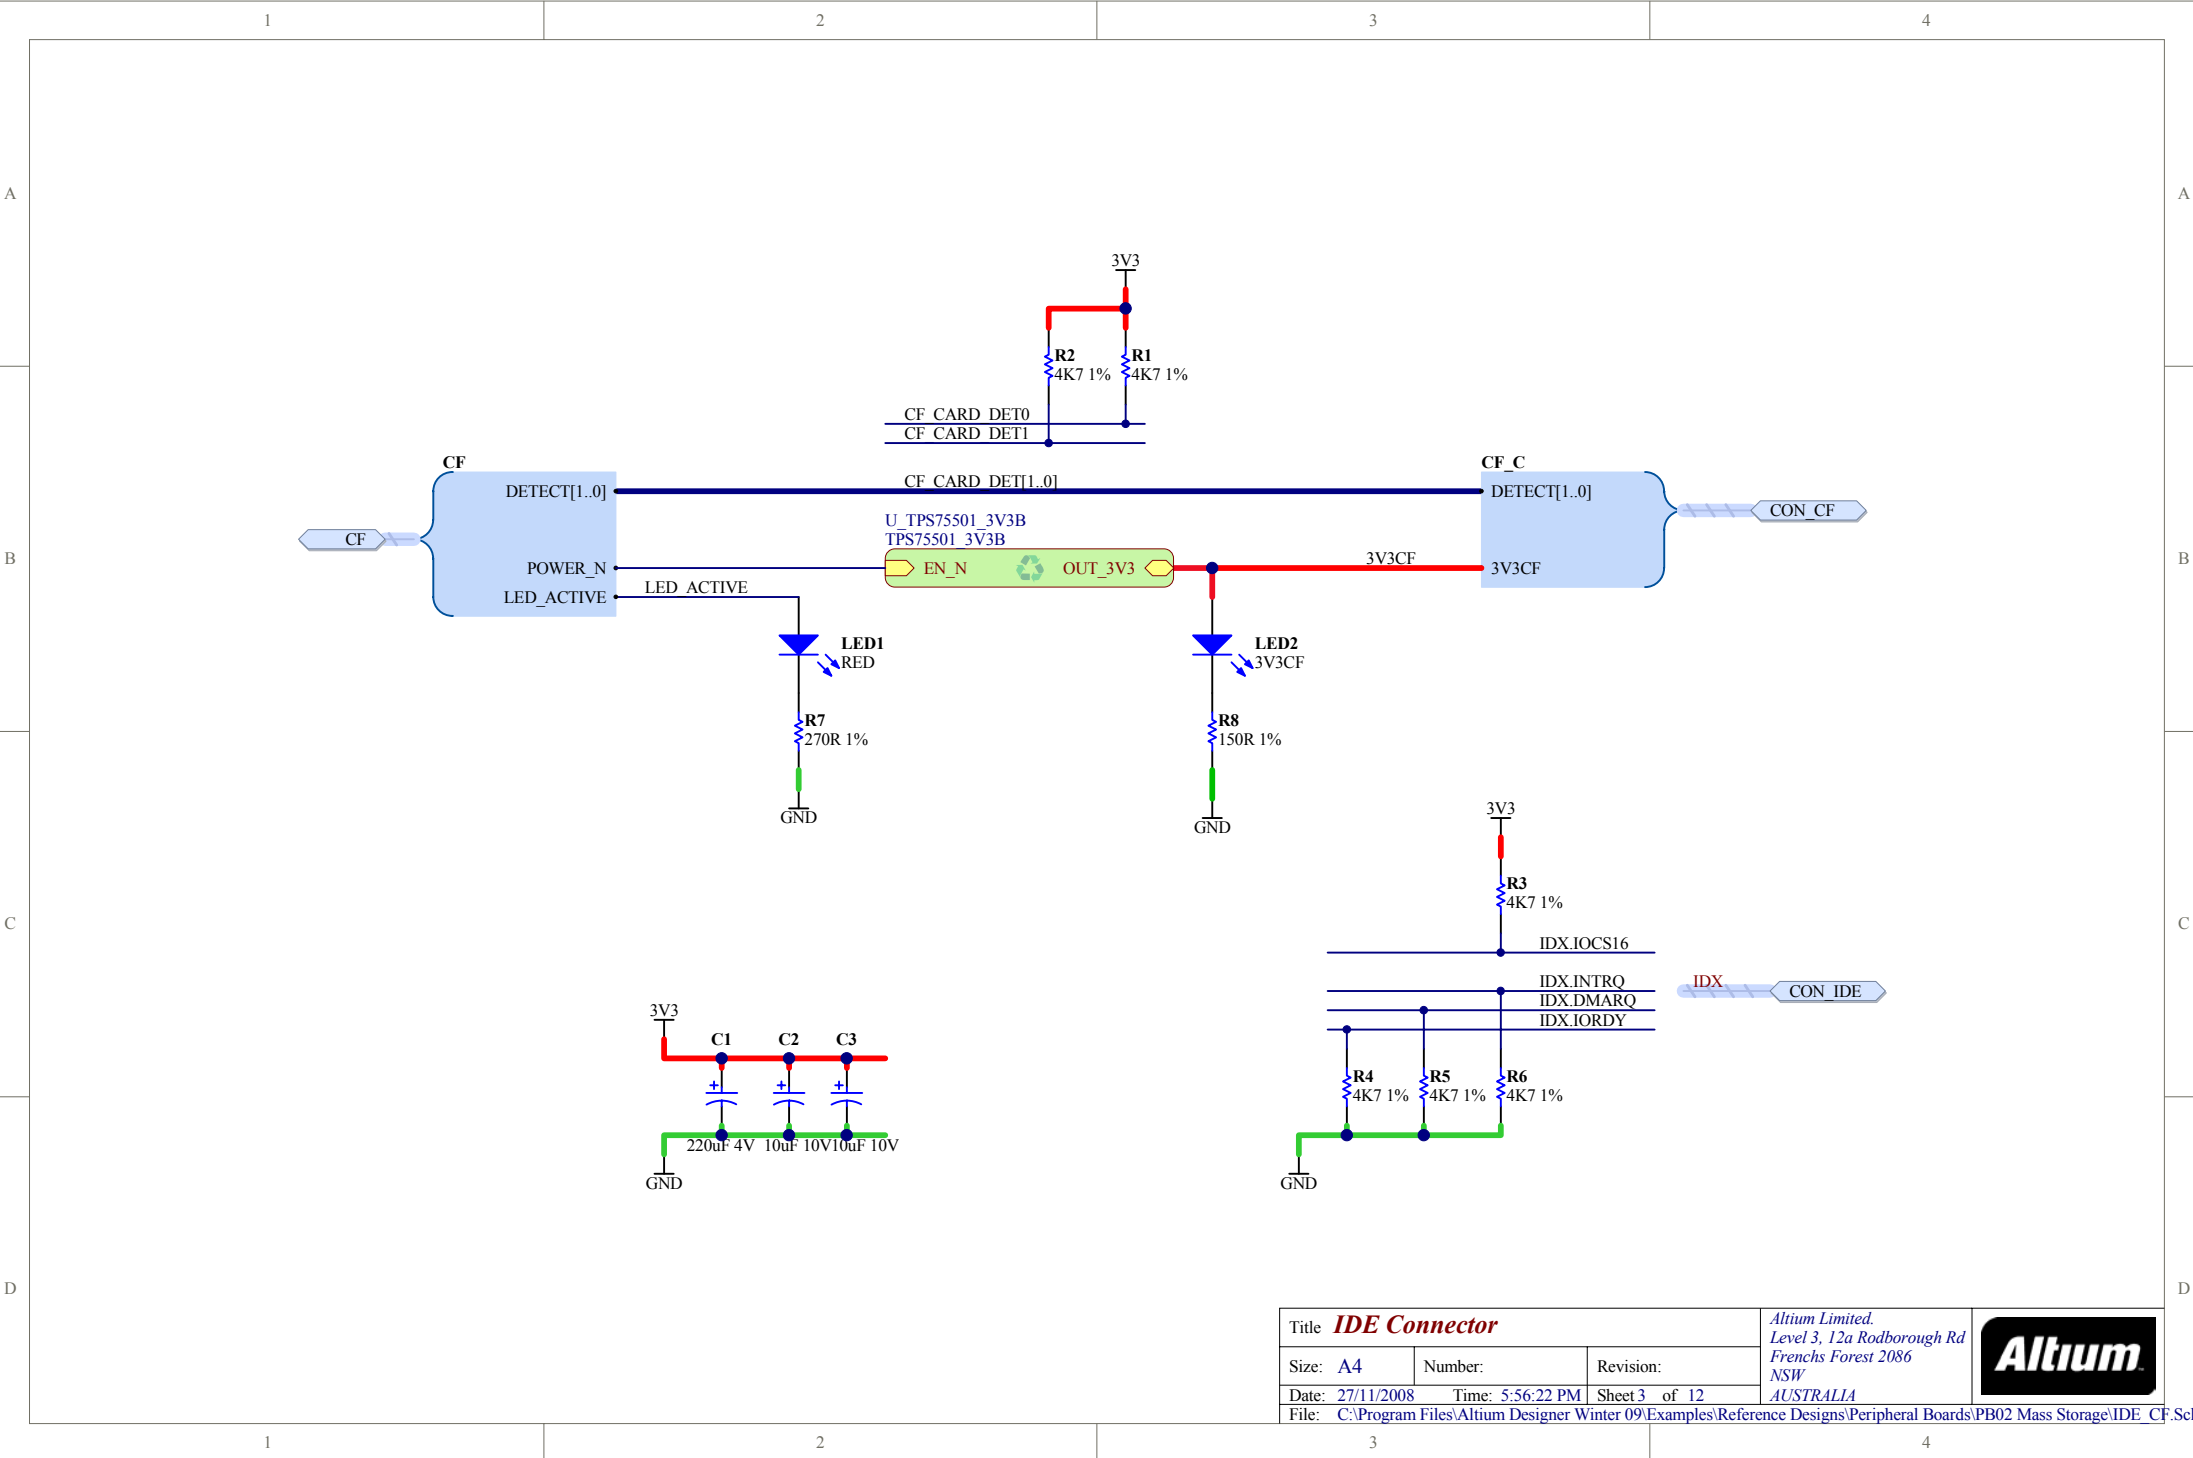 1 2 3 4
A A
3V3
R2 R1
4K7 1% 4K7 1%
CF_CARD_DET0
CF_CARD_DET1
CF CF_C
CF_CARD_DET[1..0]
DETECT[1..0] DETECT[1..0]
CON_CF
U_TPS75501_3V3B
TPS75501_3V3B
CF
B B
POWER_N EN_N OUT_3V3 3V3CF 3V3CF
LED_ACTIVE LED_ACTIVE
LED1 LED2
RED 3V3CF
R7 R8
270R 1% 150R 1%
GND GND
3V3
R3
4K7 1%
C C
IDX.IOCS16
IDX.INTRQ IDX
CON_IDE
IDX.DMARQ
IDX.IORDY
3V3
C1 C2 C3
+ + +
R4 R5 R6
4K7 1% 4K7 1% 4K7 1%
220uF 4V 10uF 10V 10uF 10V
GND GND
D D
Title IDE Connector
Altium Limited.
Level 3, 12a Rodborough Rd
Frenchs Forest 2086
NSW
AUSTRALIA
Altium
Size: A4 Number: Revision:
Date: 27/11/2008 Time: 5:56:22 PM Sheet 3 of 12
File: C:\Program Files\Altium Designer Winter 09\Examples\Reference Designs\Peripheral Boards\PB02 Mass Storage\IDE_CF.Sc
1 2 3 4